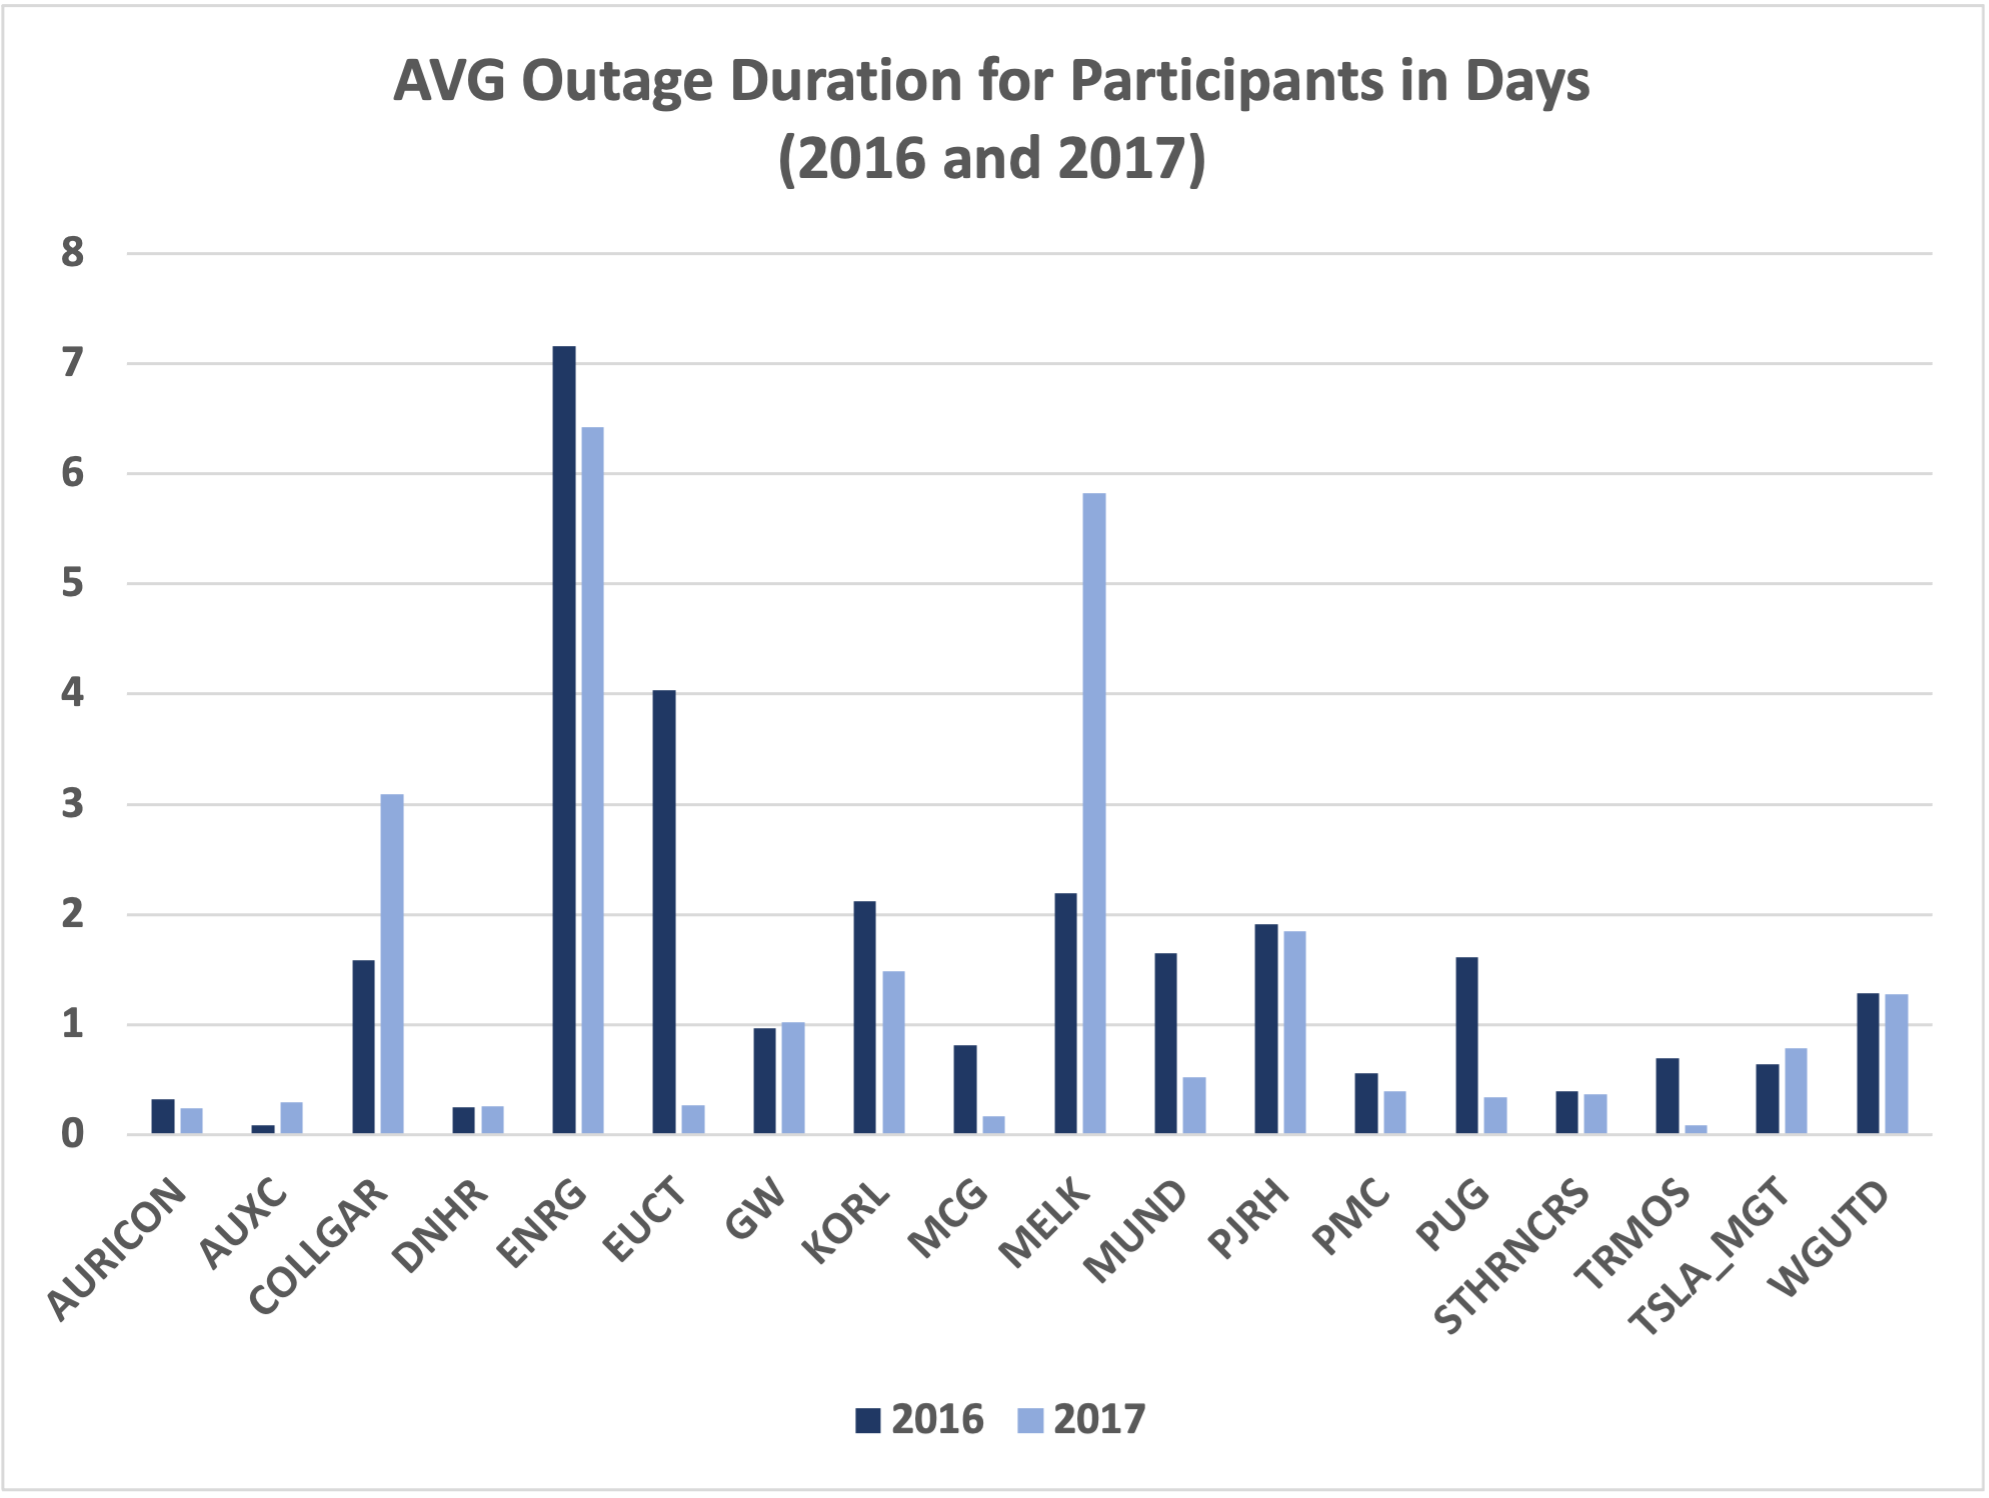 AVG Outage Duration for Participants in Days
(2016 and 2017)
8
7
6
5
4
3
2
1
0
AURICON
AUXC
COLLGAR
DNHR
ENRG
EUCT
GW
KORL
MCG
MELK
MUND
PJRH
PMC
PUG
STHRNCRS
TRMOS
TSLA_MGT
WGUTD
2016
2017